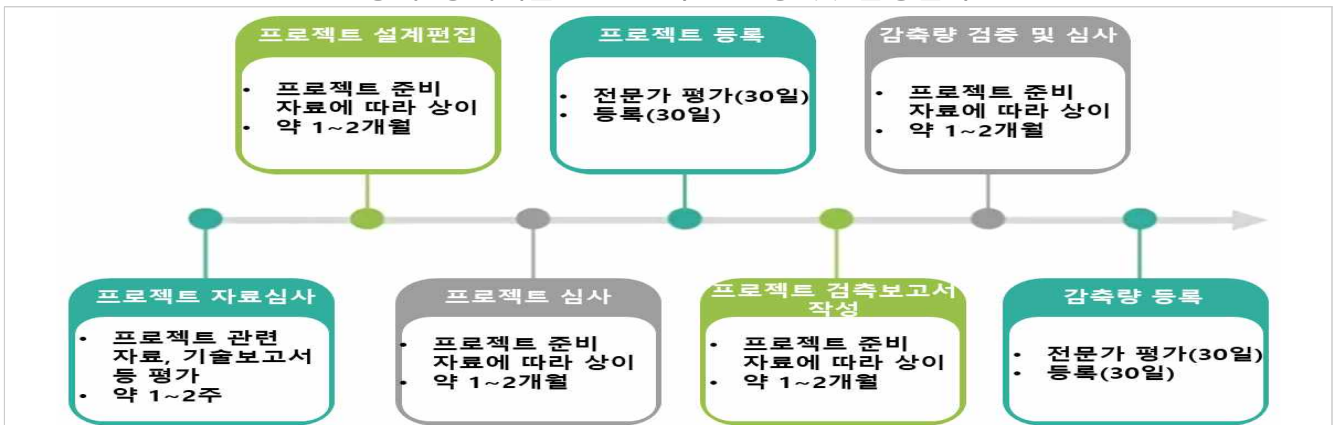 프로젝트 설계편집
• 프로젝트 준비
자료에 따라 상이
• 약 1~2개월
프로젝트 등록
• 전문가 평가(30일)
• 등록(30일)
감축량 검증 및 심사
• 프로젝트 준비
자료에 따라 상이
• 약 1~2개월
프로젝트 자료심사
• 프로젝트 관련
자료, 기술보고서
등 평가
• 약 1~2주
프로젝트 심사
• 프로젝트 준비
자료에 따라 상이
• 약 1~2개월
프로젝트 검측보고서
작성
• 프로젝트 준비
자료에 따라 상이
• 약 1~2개월
감축량 등록
• 전문가 평가(30일)
• 등록(30일)